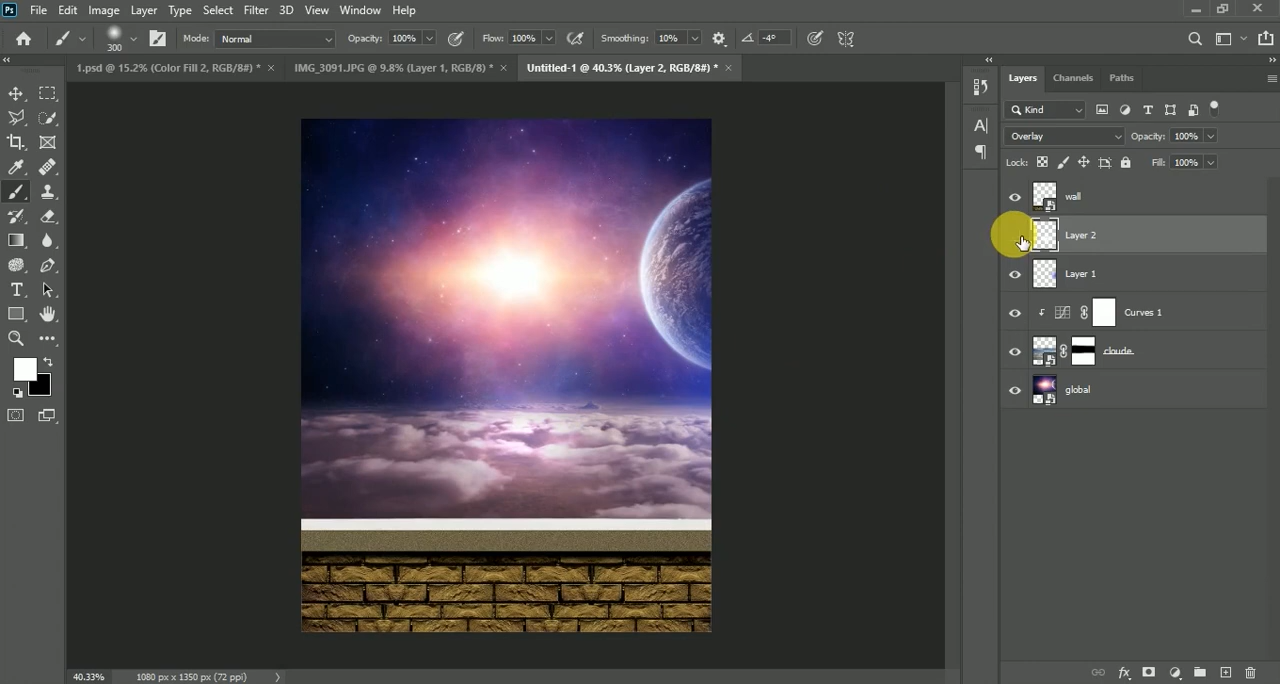 Ps File Edit Image Layer Type Select Filter 3D View Window Help
300 Mode: Normal Opacity: 100% Flow: 100% Smoothing: 10% -4°
1.psd @ 15.2% (Color Fill 2, RGB/8#) * × IMG_3091.JPG @ 9.8% (Layer 1, RGB/8) * × Untitled-1 @ 40.3% (Layer 2, RGB/8#) * ×
Layers Channels Paths
Kind
Overlay Opacity: 100%
Lock: Fill: 100%
wall
Layer 2
Layer 1
Curves 1
cloude
global
40.33% 1080 px x 1350 px (72 ppi)